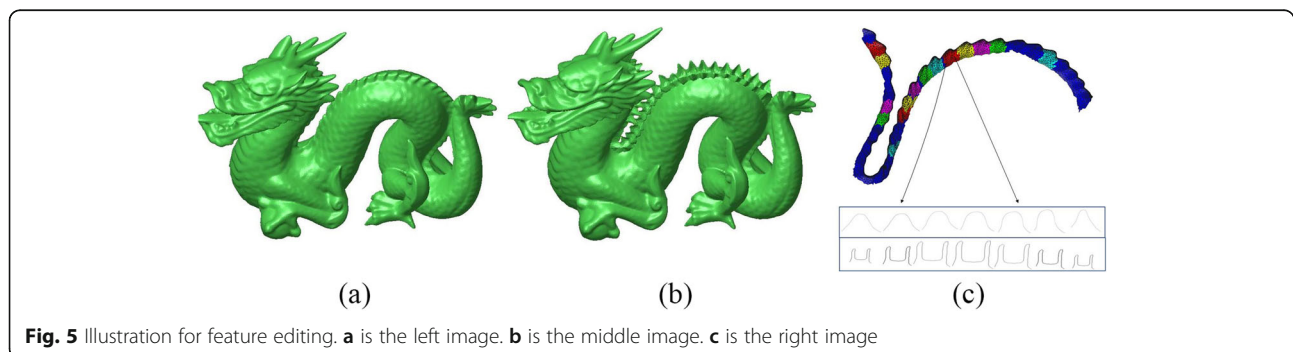 (a) (b) (c)
Fig. 5 Illustration for feature editing. a is the left image. b is the middle image. c is the right image